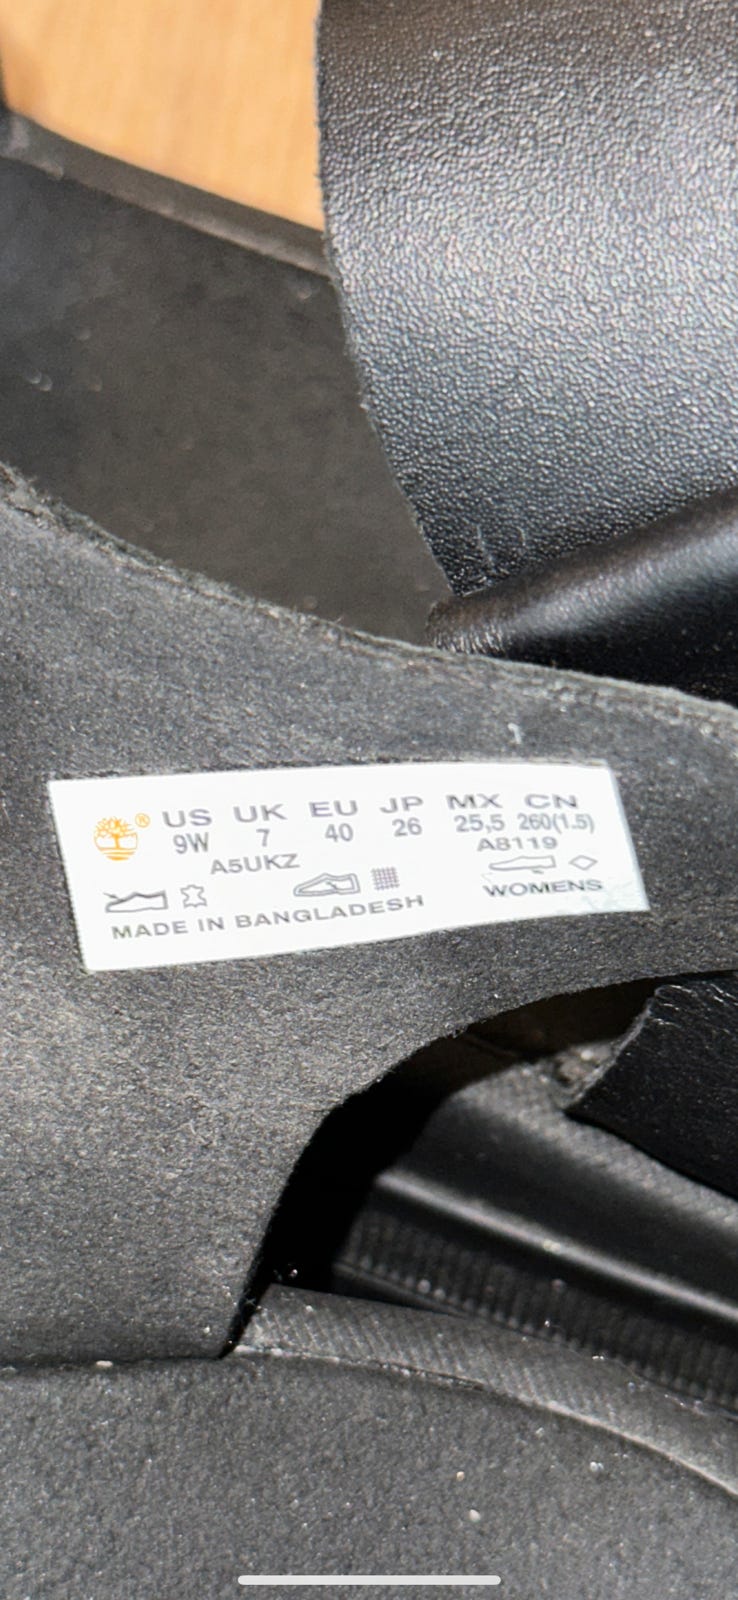 ® US UK EU JP MX CN
9W 7 40 26 25,5 260(1.5)
A5UKZ A8119
WOMENS
MADE IN BANGLADESH